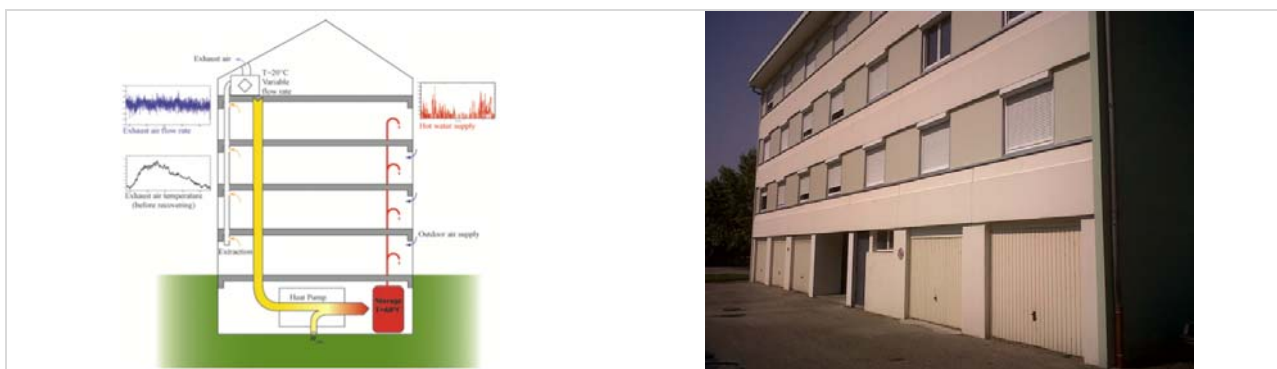 Exhaust air
T=20°C
Variable
flow rate
Exhaust air flow rate
Hot water supply
Exhaust air temperature
(before recovering)
Outdoor air supply
Extraction
Heat Pump
Storage